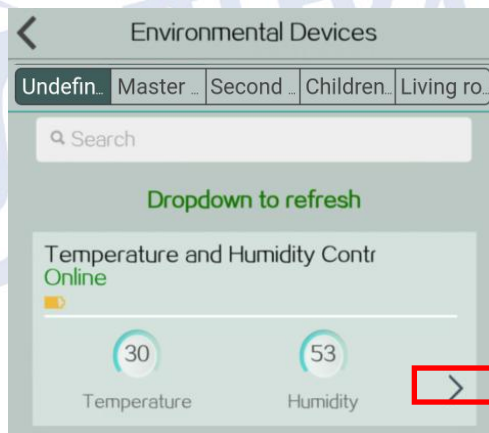 Environmental Devices
Undefin... Master ... Second ... Children... Living ro...
Search
Dropdown to refresh
Temperature and Humidity Contr
Online
30 53
Temperature Humidity